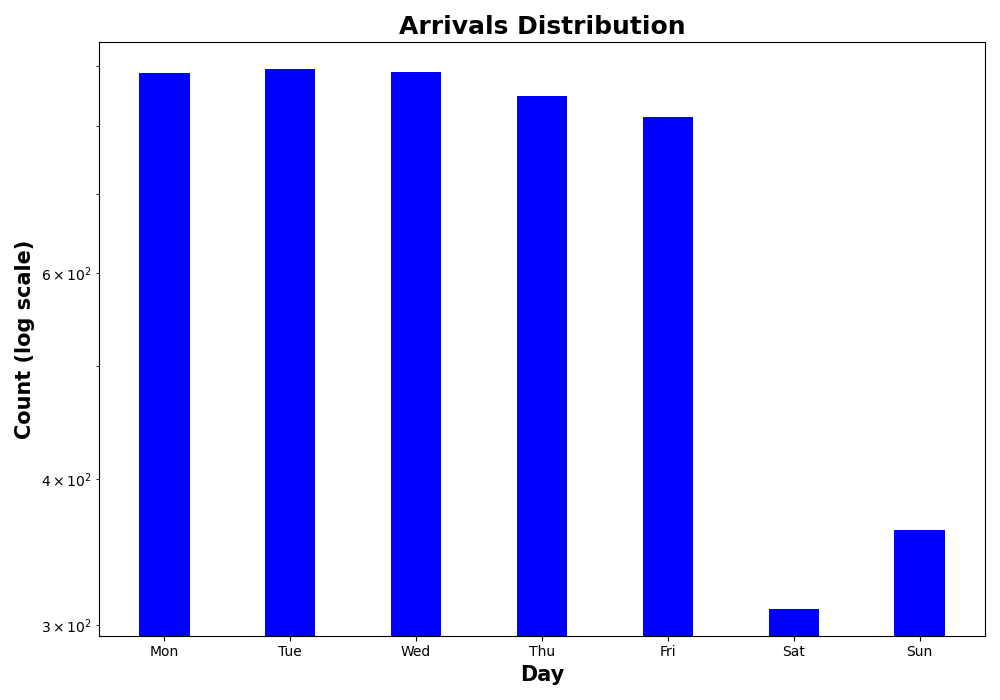 Arrivals Distribution
Count (log scale)
6 × 10²
4 × 10²
3 × 10²
Mon Tue Wed Thu Fri Sat Sun
Day